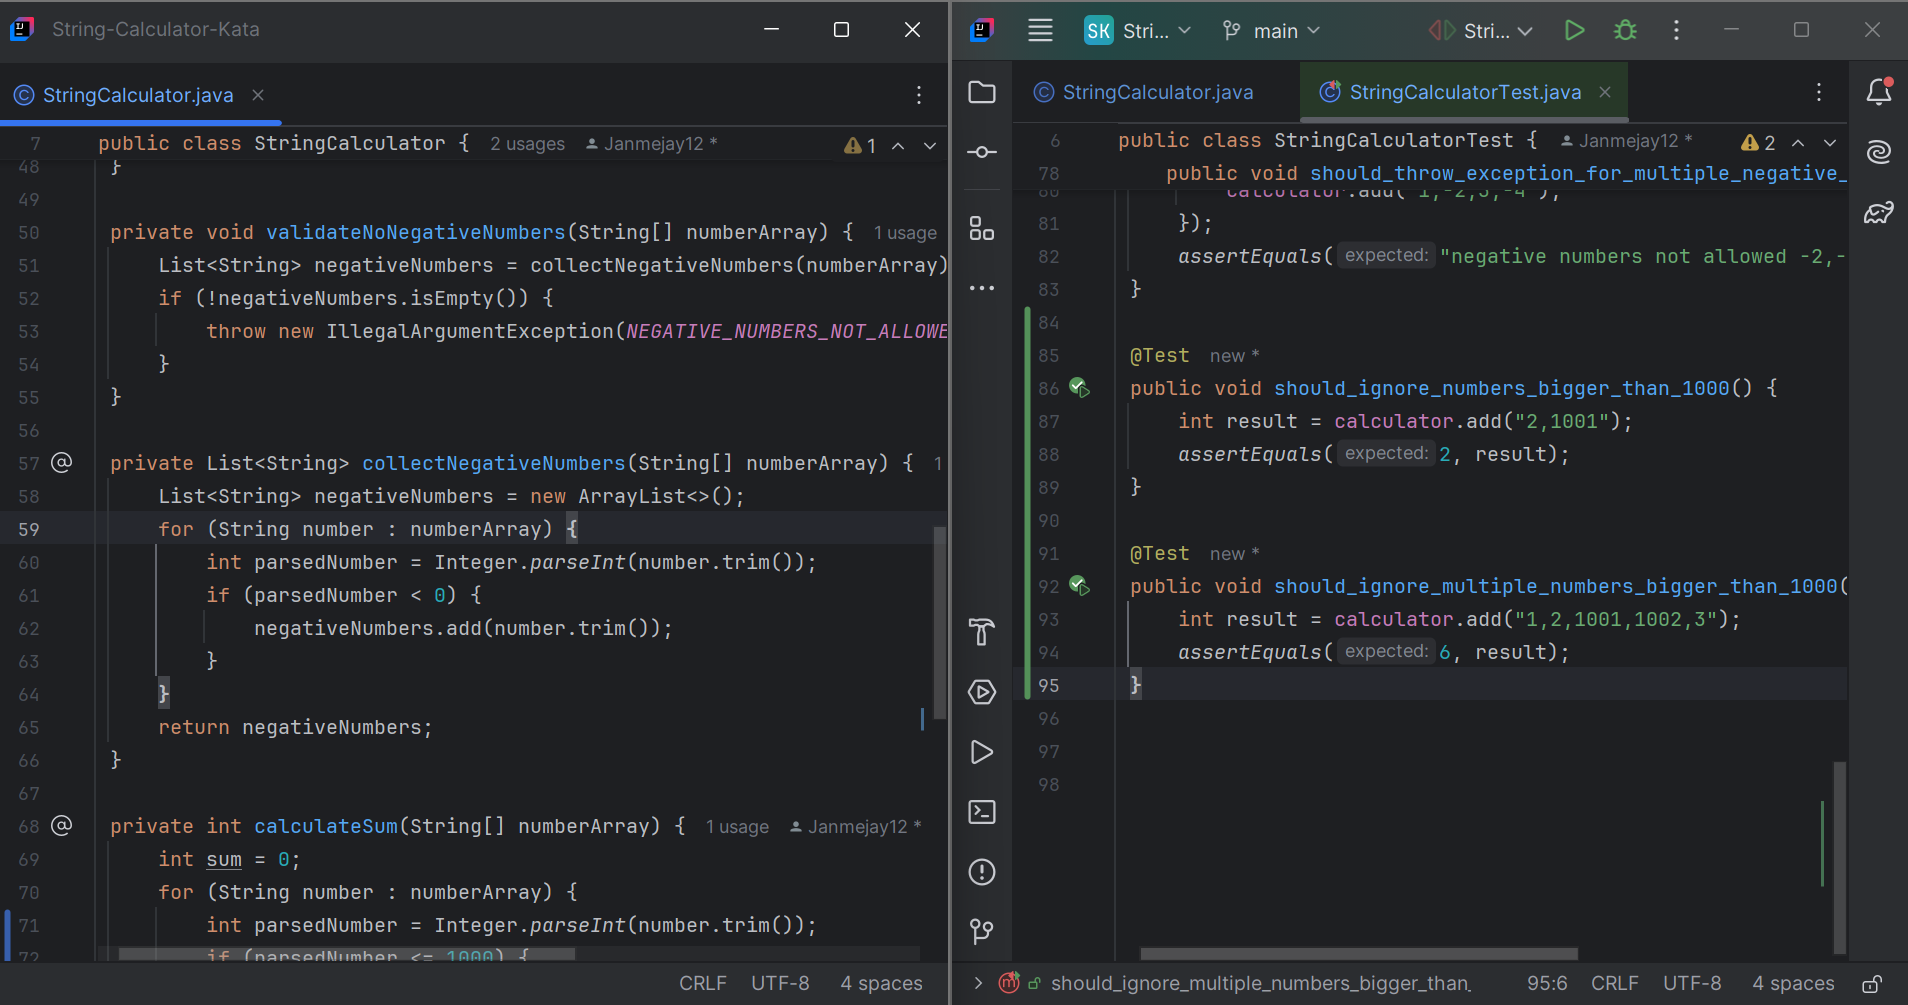 String-Calculator-Kata
StringCalculator.java
7 public class StringCalculator { 2 usages Janmejay12 *
1
48 }
49
50 private void validateNoNegativeNumbers(String[] numberArray) { 1 usage
51 List<String> negativeNumbers = collectNegativeNumbers(numberArray)
52 if (!negativeNumbers.isEmpty()) {
53 throw new IllegalArgumentException(NEGATIVE_NUMBERS_NOT_ALLOWE
54 }
55 }
56
57 @ private List<String> collectNegativeNumbers(String[] numberArray) { 1
58 List<String> negativeNumbers = new ArrayList<>();
59 for (String number : numberArray) {
60 int parsedNumber = Integer.parseInt(number.trim());
61 if (parsedNumber < 0) {
62 negativeNumbers.add(number.trim());
63 }
64 }
65 return negativeNumbers;
66 }
67
68 @ private int calculateSum(String[] numberArray) { 1 usage Janmejay12 *
69 int sum = 0;
70 for (String number : numberArray) {
71 int parsedNumber = Integer.parseInt(number.trim());
72 if (parsedNumber <= 1000) {
CRLF UTF-8 4 spaces
SK Stri... main Stri...
StringCalculator.java StringCalculatorTest.java
6 public class StringCalculatorTest { Janmejay12 *
2
78 public void should_throw_exception_for_multiple_negative_
80 calculator.add("1,-2,3,-4");
81 });
82 assertEquals( expected: "negative numbers not allowed -2,-
83 }
84
85 @Test new *
86 public void should_ignore_numbers_bigger_than_1000() {
87 int result = calculator.add("2,1001");
88 assertEquals( expected: 2, result);
89 }
90
91 @Test new *
92 public void should_ignore_multiple_numbers_bigger_than_1000(
93 int result = calculator.add("1,2,1001,1002,3");
94 assertEquals( expected: 6, result);
95 }
96
97
98
should_ignore_multiple_numbers_bigger_than_ 95:6 CRLF UTF-8 4 spaces